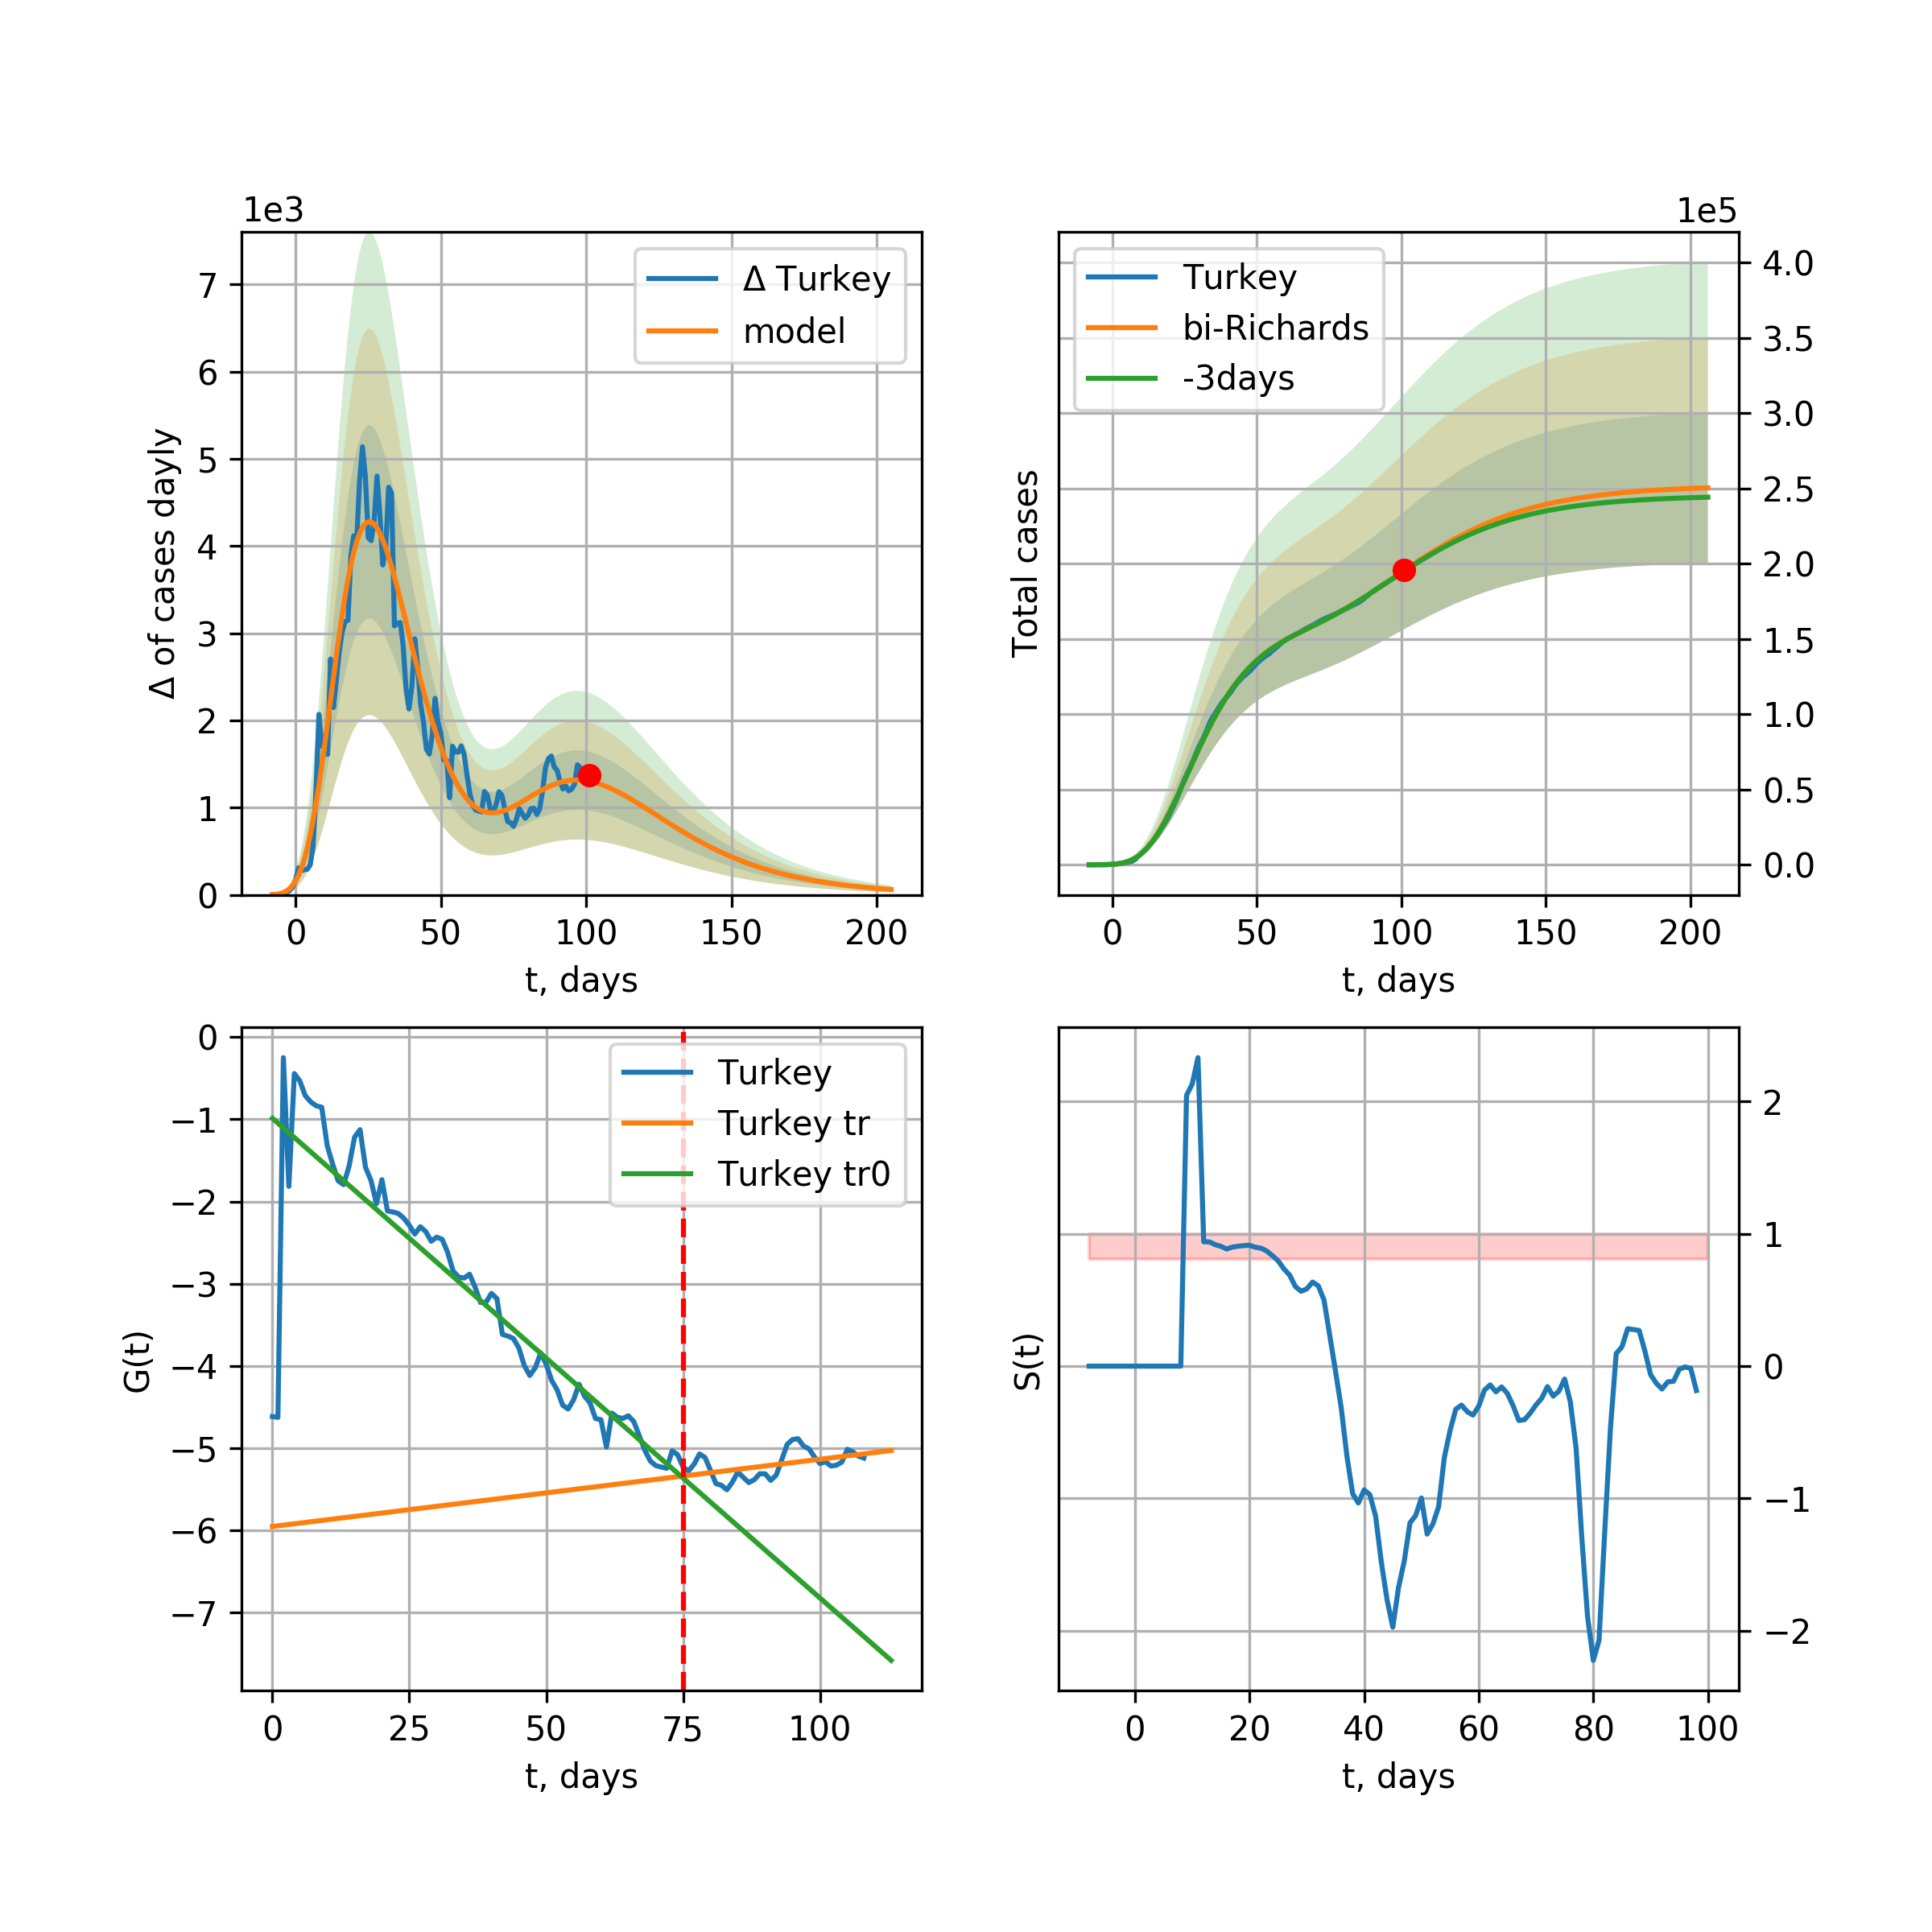 1e3
7
6
5
4
3
2
1
0
Δ of cases dayly
Δ Turkey
model
0 50 100 150 200
t, days
1e5
4.0
3.5
3.0
2.5
2.0
1.5
1.0
0.5
0.0
Total cases
Turkey
bi-Richards
-3days
0 50 100 150 200
t, days
0
−1
−2
−3
−4
−5
−6
−7
G(t)
Turkey
Turkey tr
Turkey tr0
0 25 50 75 100
t, days
2
1
0
−1
−2
S(t)
0 20 40 60 80 100
t, days